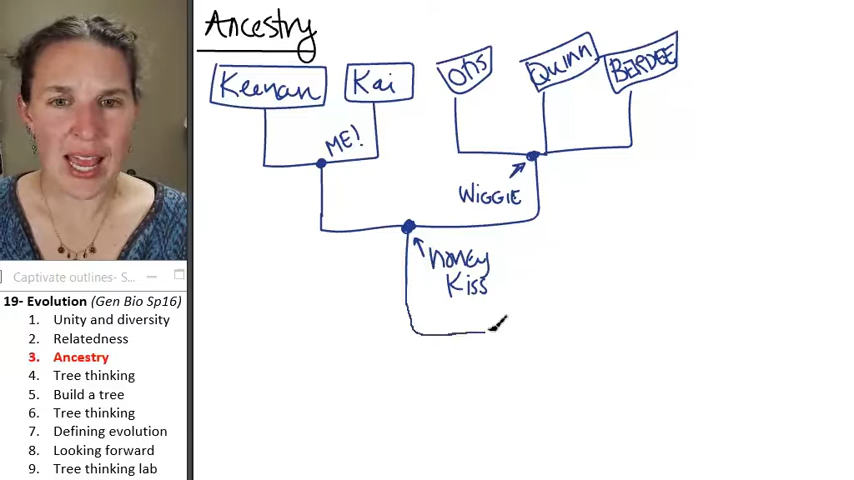 Ancestry
Keenan
Kai
Otis
Quinn
BERDEE
ME!
WIGGIE
Honey
Kiss
Captivate outlines- S...
19- Evolution (Gen Bio Sp16)
1. Unity and diversity
2. Relatedness
3. Ancestry
4. Tree thinking
5. Build a tree
6. Tree thinking
7. Defining evolution
8. Looking forward
9. Tree thinking lab